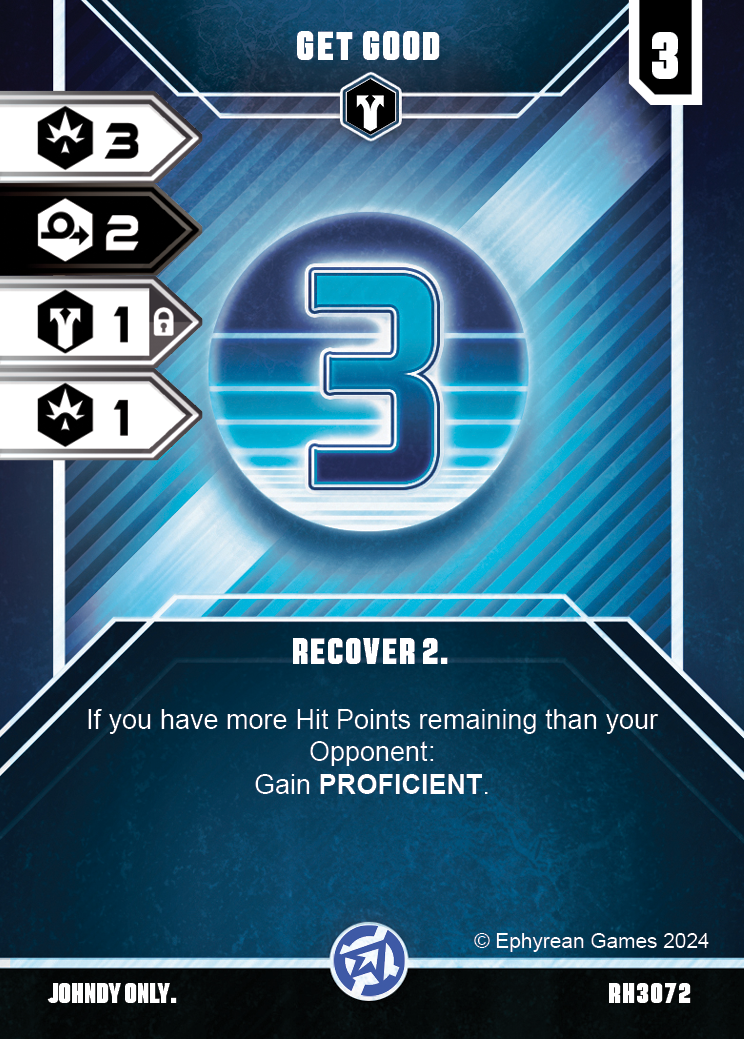 GET GOOD
3
3
2
1
1
3
RECOVER 2.
If you have more Hit Points remaining than your
Opponent:
Gain PROFICIENT.
© Ephyrean Games 2024
JOHNDY ONLY.
RH3072